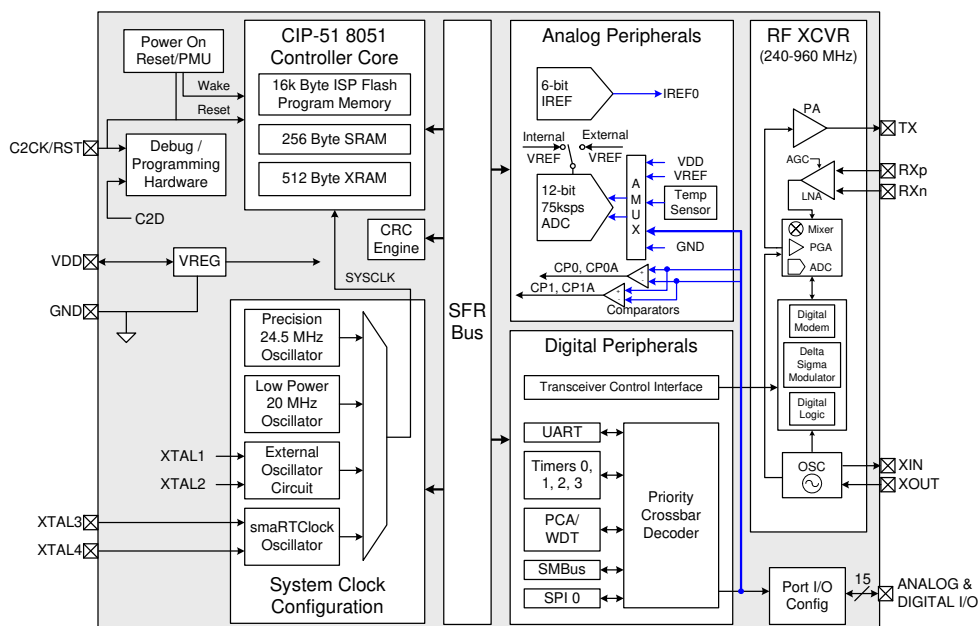 Power On
Reset/PMU
Wake
Reset
C2CK/RST
Debug /
Programming
Hardware
C2D
VDD
VREG
GND
CIP-51 8051
Controller Core
16k Byte ISP Flash
Program Memory
256 Byte SRAM
512 Byte XRAM
CRC
Engine
SYSCLK
Precision
24.5 MHz
Oscillator
Low Power
20 MHz
Oscillator
XTAL1
XTAL2
External
Oscillator
Circuit
XTAL3
XTAL4
smaRTClock
Oscillator
System Clock
Configuration
SFR
Bus
Analog Peripherals
6-bit
IREF
IREF0
Internal
VREF
External
VREF
12-bit
75ksps
ADC
A
M
U
X
VDD
VREF
Temp
Sensor
GND
CP0, CP0A
+
-
CP1, CP1A
+
-
Comparators
Digital Peripherals
Transceiver Control Interface
UART
Timers 0,
1, 2, 3
PCA/
WDT
SMBus
SPI 0
Priority
Crossbar
Decoder
RF XCVR
(240-960 MHz)
PA
TX
AGC
LNA
RXp
RXn
Mixer
PGA
ADC
Digital
Modem
Delta
Sigma
Modulator
Digital
Logic
OSC
XIN
XOUT
Port I/O
Config
15
ANALOG &
DIGITAL I/O